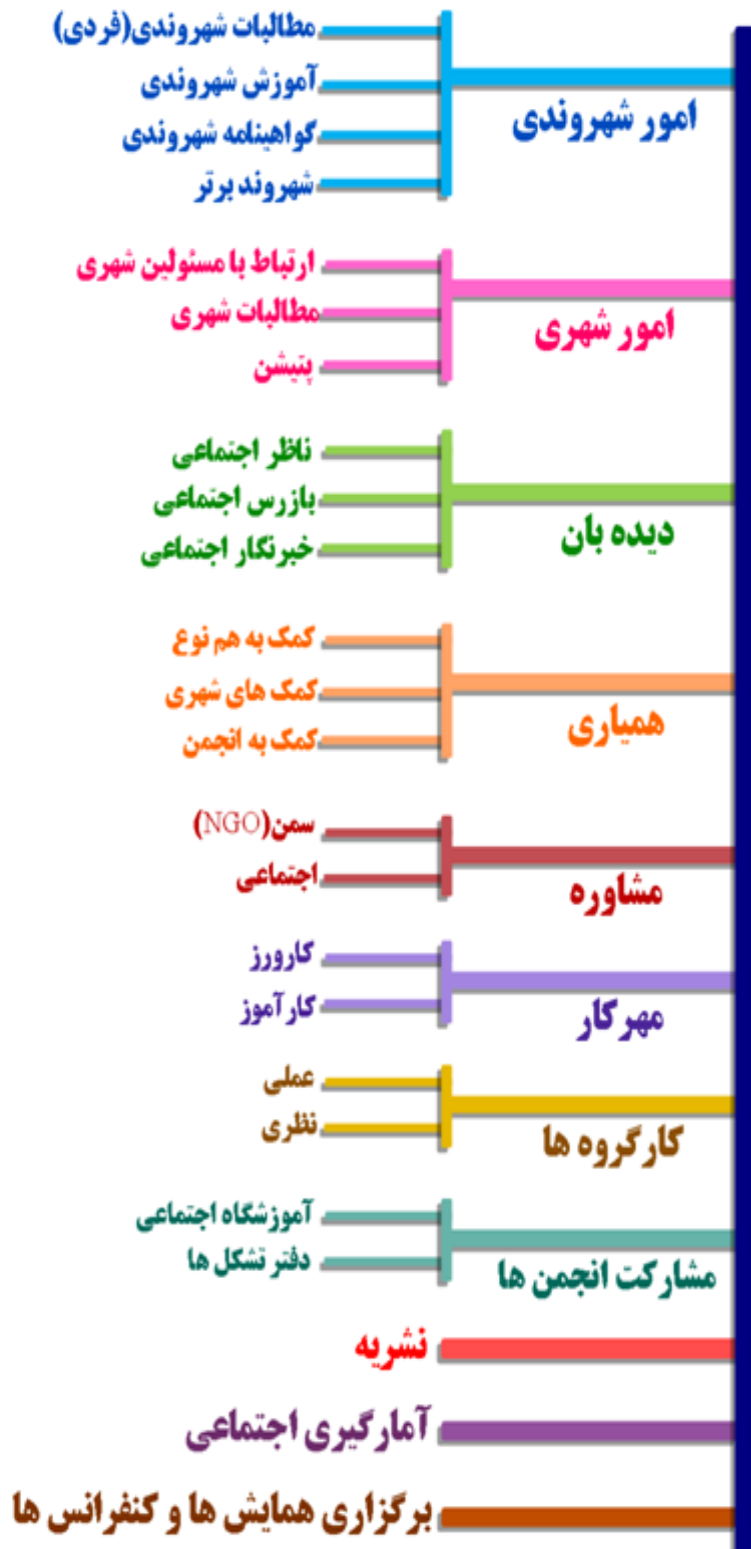 امور شهروندی
مطالبات شهروندی(فردی)
آموزش شهروندی
گواهینامه شهروندی
شهروند برتر
امور شهری
ارتباط با مسئولین شهری
مطالبات شهری
پتیشن
دیده بان
ناظر اجتماعی
بازرس اجتماعی
خبرنگار اجتماعی
همیاری
کمک به هم نوع
کمک های شهری
کمک به انجمن
مشاوره
سمن(NGO)
اجتماعی
مهرکار
کارورز
کارآموز
کارگروه ها
عملی
نظری
مشارکت انجمن ها
آموزشگاه اجتماعی
دفتر تشکل ها
نشریه
آمارگیری اجتماعی
برگزاری همایش ها و کنفرانس ها